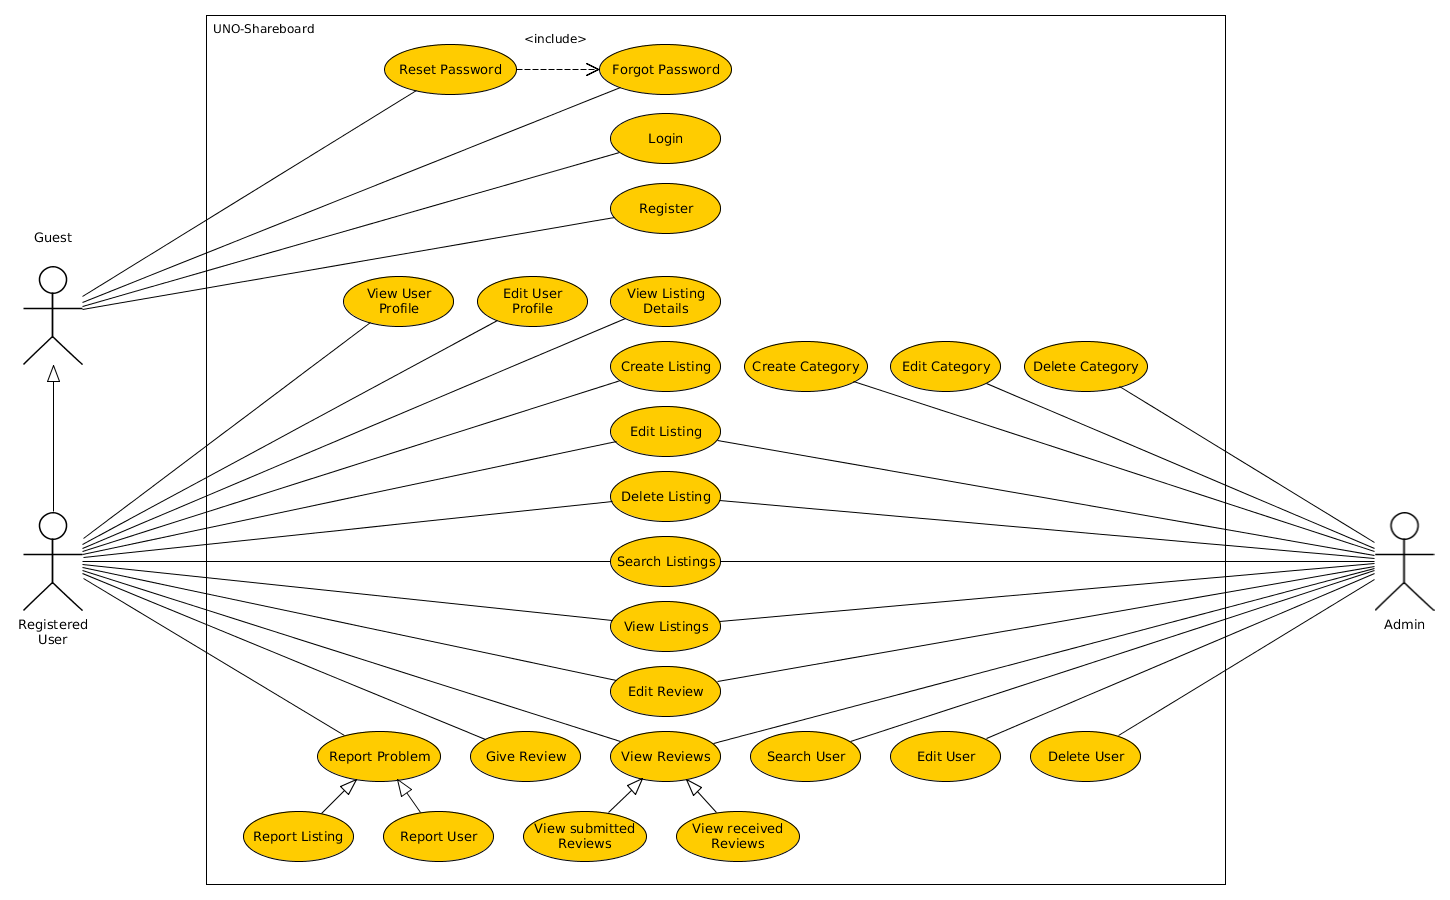 UNO-Shareboard
<include>
Reset Password
Forgot Password
Login
Register
Guest
View User
Profile
Edit User
Profile
View Listing
Details
Create Listing
Create Category
Edit Category
Delete Category
Edit Listing
Delete Listing
Search Listings
Registered
User
View Listings
Admin
Edit Review
Report Problem
Give Review
View Reviews
Search User
Edit User
Delete User
Report Listing
Report User
View submitted
Reviews
View received
Reviews